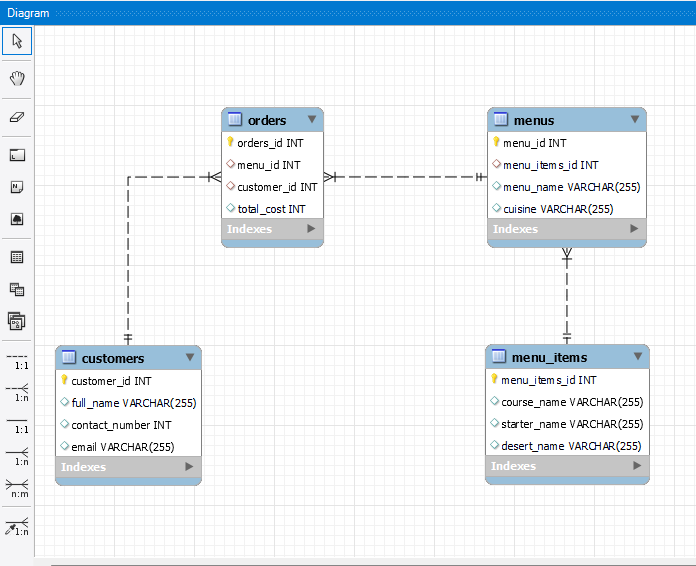 Diagram
orders
orders_id INT
menu_id INT
customer_id INT
total_cost INT
Indexes
menus
menu_id INT
menu_items_id INT
menu_name VARCHAR(255)
cuisine VARCHAR(255)
Indexes
customers
customer_id INT
full_name VARCHAR(255)
contact_number INT
email VARCHAR(255)
Indexes
menu_items
menu_items_id INT
course_name VARCHAR(255)
starter_name VARCHAR(255)
desert_name VARCHAR(255)
Indexes
1:1
1:n
1:1
1:n
n:m
1:n